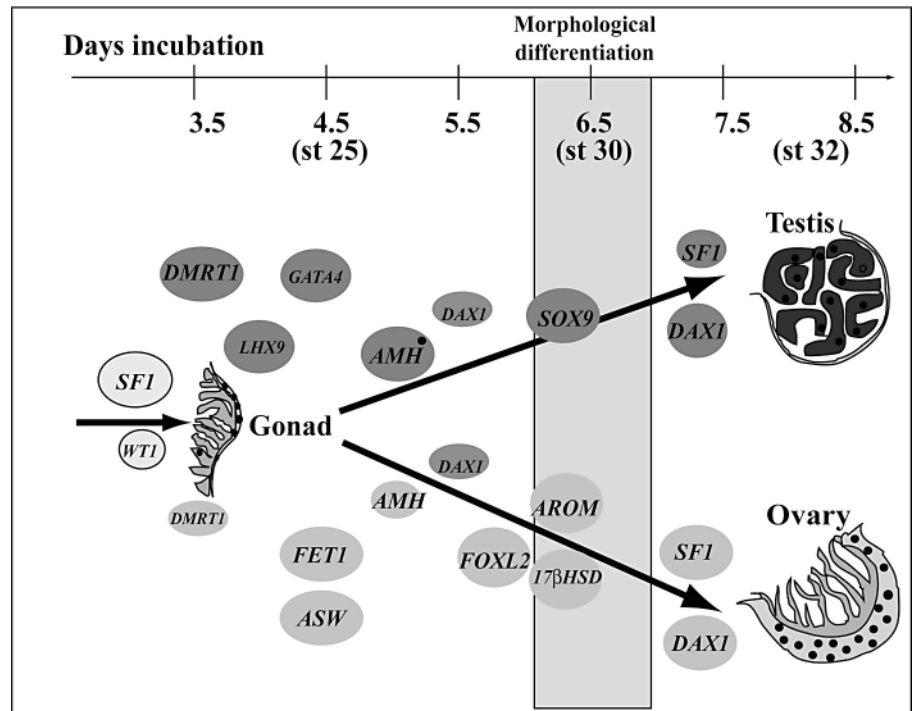 Morphological
differentiation
Days incubation
3.5 4.5 5.5 6.5 7.5 8.5
(st 25) (st 30) (st 32)
Testis
SF1
DMRT1 GATA4
DAX1 SOX9 DAX1
LHX9 AMH
SF1
Gonad
WT1
DAX1
AMH AROM Ovary
DMRT1
FET1 FOXL2 SF1
17βHSD
ASW
DAX1